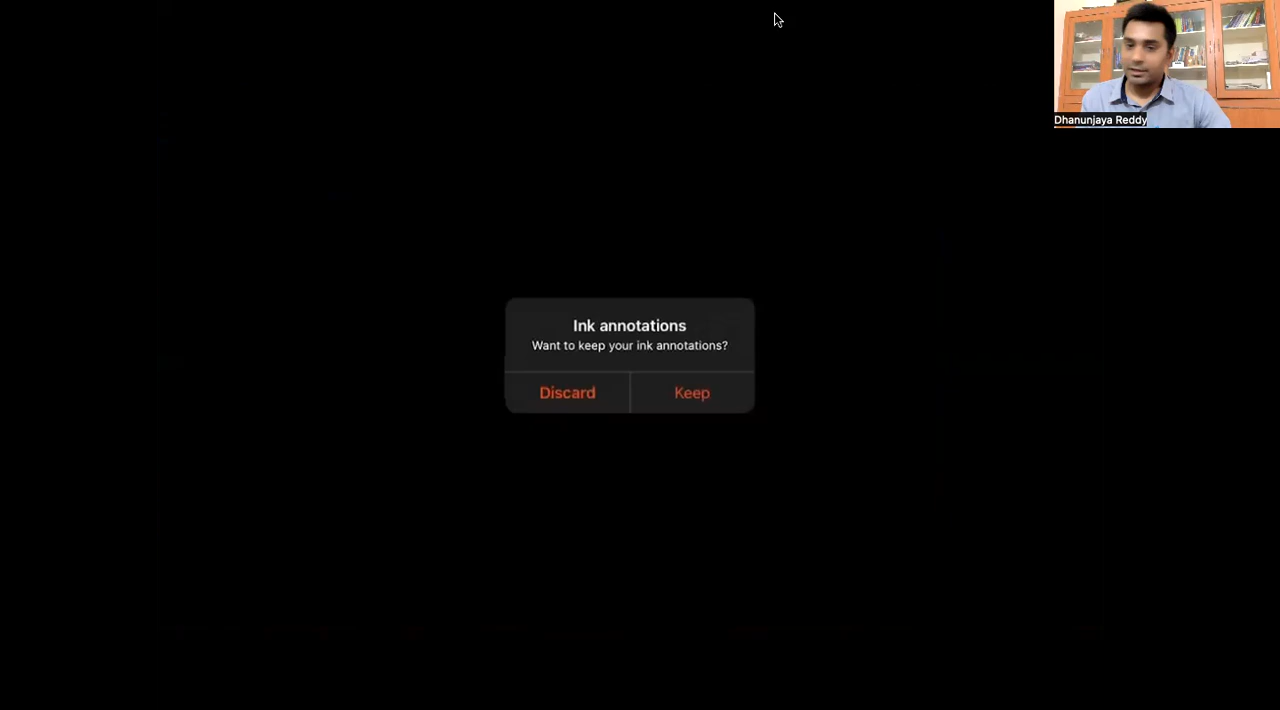 Dhanunjaya Reddy
Ink annotations
Want to keep your ink annotations?
Discard
Keep